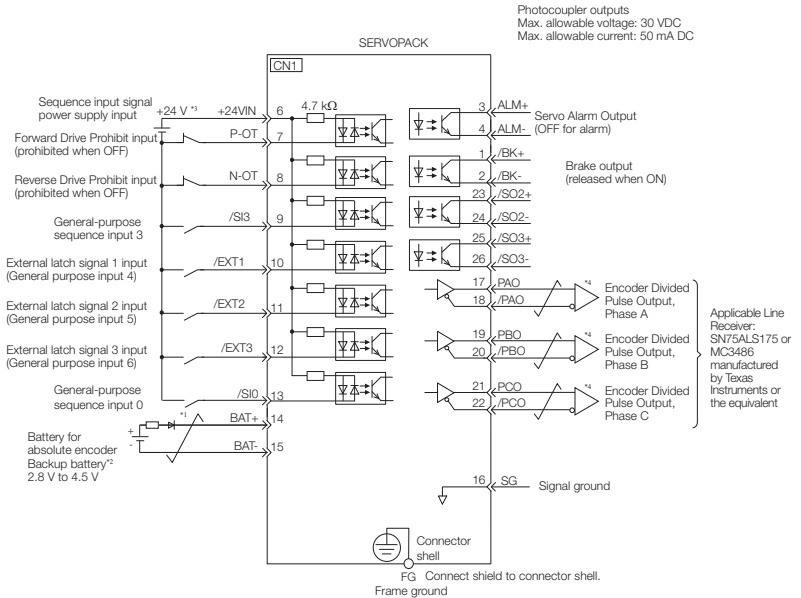 Photocoupler outputs
Max. allowable voltage: 30 VDC
Max. allowable current: 50 mA DC
SERVOPACK
CN1
Sequence input signal
power supply input
+24 V *3
+24VIN
6
4.7 kΩ
Forward Drive Prohibit input
(prohibited when OFF)
P-OT
7
Reverse Drive Prohibit input
(prohibited when OFF)
N-OT
8
General-purpose
sequence input 3
/SI3
9
External latch signal 1 input
(General purpose input 4)
/EXT1
10
External latch signal 2 input
(General purpose input 5)
/EXT2
11
External latch signal 3 input
(General purpose input 6)
/EXT3
12
General-purpose
sequence input 0
/SI0
13
*1
BAT+
14
+
-
BAT-
15
Battery for
absolute encoder
Backup battery*2
2.8 V to 4.5 V
3
ALM+
4
ALM-
Servo Alarm Output
(OFF for alarm)
1
/BK+
2
/BK-
Brake output
(released when ON)
23
/SO2+
24
/SO2-
25
/SO3+
26
/SO3-
17
PAO
18
/PAO
*4
Encoder Divided
Pulse Output,
Phase A
19
PBO
20
/PBO
*4
Encoder Divided
Pulse Output,
Phase B
21
PCO
22
/PCO
*4
Encoder Divided
Pulse Output,
Phase C
Applicable Line
Receiver:
SN75ALS175 or
MC3486
manufactured
by Texas
Instruments or
the equivalent
16
SG
Signal ground
Connector
shell
FG
Connect shield to connector shell.
Frame ground